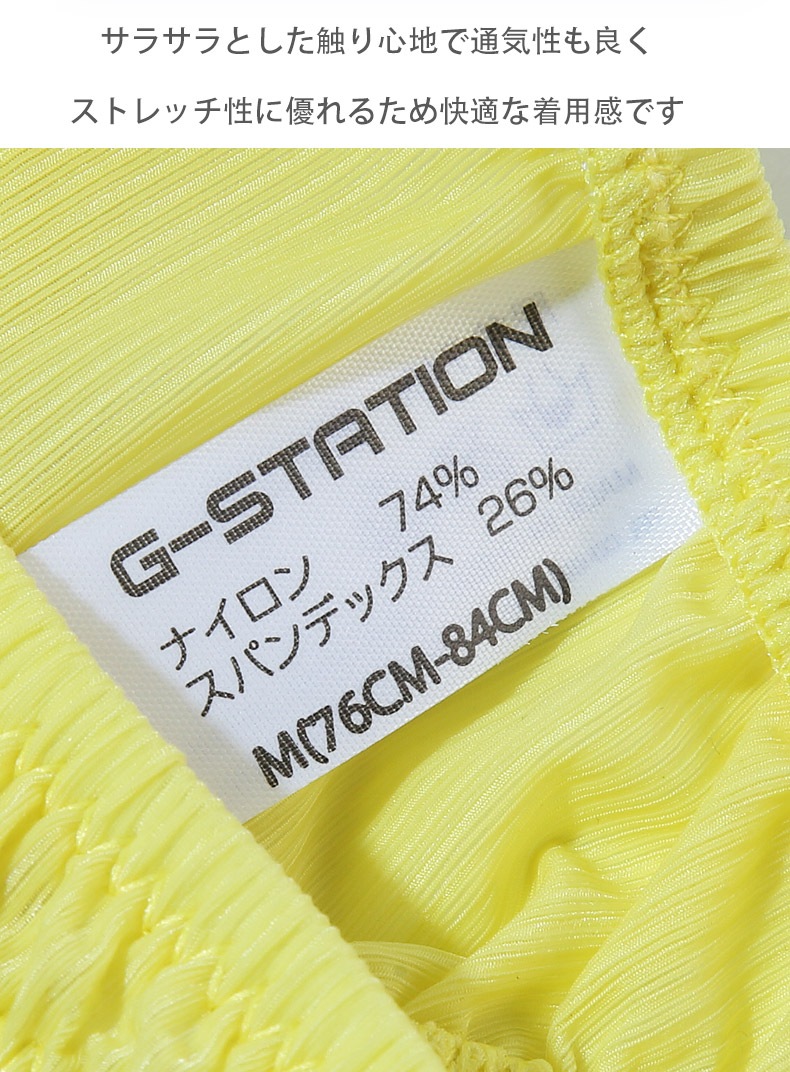 サラサラとした触り心地で通気性も良く
ストレッチ性に優れるため快適な着用感です
G-STATION
ナイロン 74%
スパンデックス 26%
M(76CM-84CM)